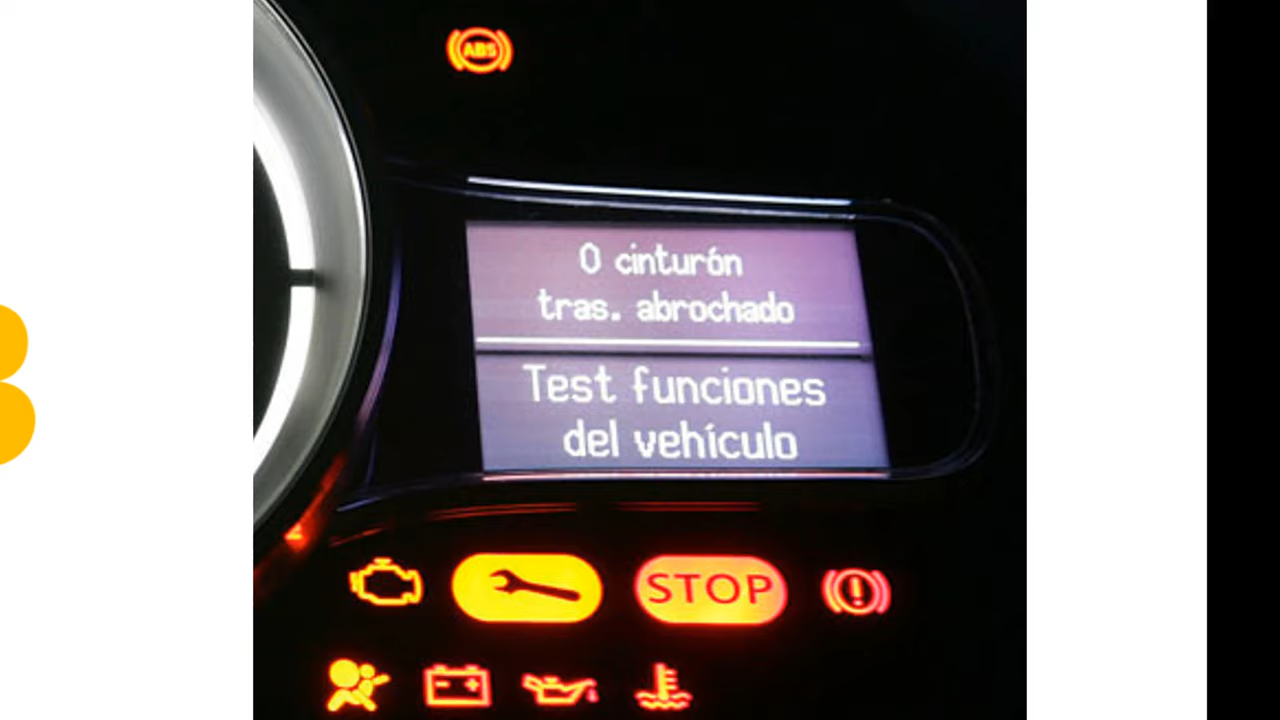 ABS
0 cinturón
tras. abrochado
Test funciones
del vehículo
STOP